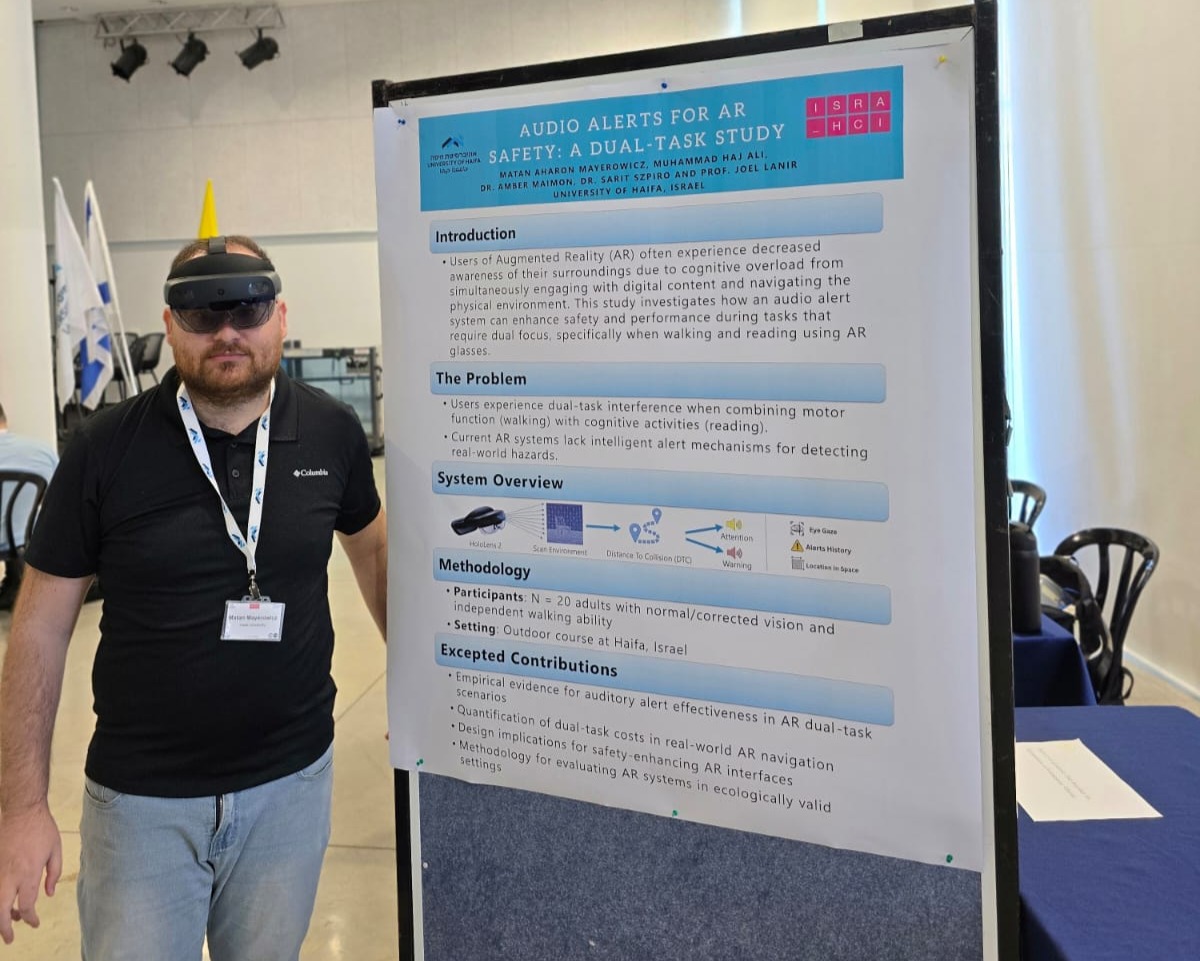 AUDIO ALERTS FOR AR
SAFETY: A DUAL-TASK STUDY
MATAN AHARON MAYEROWICZ, MUHAMMAD HAJ ALI,
DR. AMBER MAIMON, DR. SARIT SZPIRO AND PROF. JOEL LANIR
UNIVERSITY OF HAIFA, ISRAEL
אוניברסיטת חיפה
UNIVERSITY OF HAIFA
جامعة حيفا
I S R A
_ H C I
Introduction
• Users of Augmented Reality (AR) often experience decreased
awareness of their surroundings due to cognitive overload from
simultaneously engaging with digital content and navigating the
physical environment. This study investigates how an audio alert
system can enhance safety and performance during tasks that
require dual focus, specifically when walking and reading using AR
glasses.
The Problem
• Users experience dual-task interference when combining motor
function (walking) with cognitive activities (reading).
• Current AR systems lack intelligent alert mechanisms for detecting
real-world hazards.
System Overview
HoloLens 2
Scan Environment
Distance To Collision (DTC)
Attention
Warning
Eye Gaze
Alerts History
Location in Space
Methodology
• Participants: N = 20 adults with normal/corrected vision and
independent walking ability
• Setting: Outdoor course at Haifa, Israel
Excepted Contributions
• Empirical evidence for auditory alert effectiveness in AR dual-task
scenarios
• Quantification of dual-task costs in real-world AR navigation
• Design implications for safety-enhancing AR interfaces
• Methodology for evaluating AR systems in ecologically valid
settings
Columbia
Matan Mayerowicz